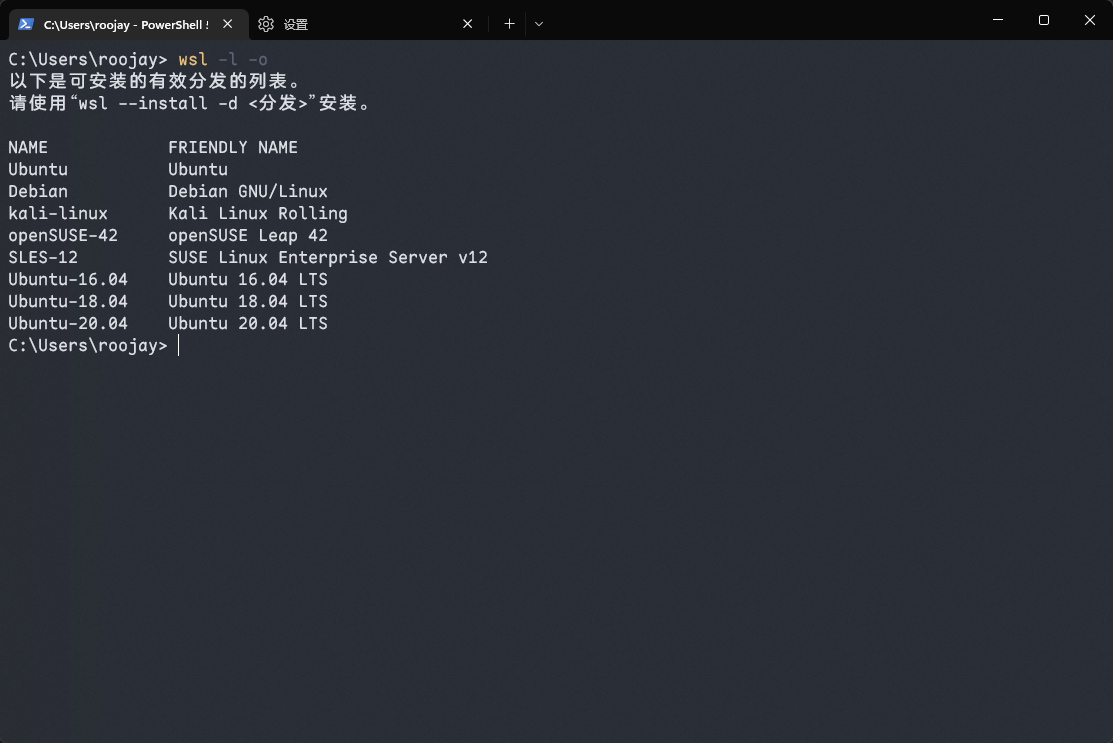 C:\Users\roojay - PowerShell 5
设置
C:\Users\roojay> wsl -l -o
以下是可安装的有效分发的列表。
请使用“wsl --install -d <分发>”安装。
NAME FRIENDLY NAME
Ubuntu Ubuntu
Debian Debian GNU/Linux
kali-linux Kali Linux Rolling
openSUSE-42 openSUSE Leap 42
SLES-12 SUSE Linux Enterprise Server v12
Ubuntu-16.04 Ubuntu 16.04 LTS
Ubuntu-18.04 Ubuntu 18.04 LTS
Ubuntu-20.04 Ubuntu 20.04 LTS
C:\Users\roojay>